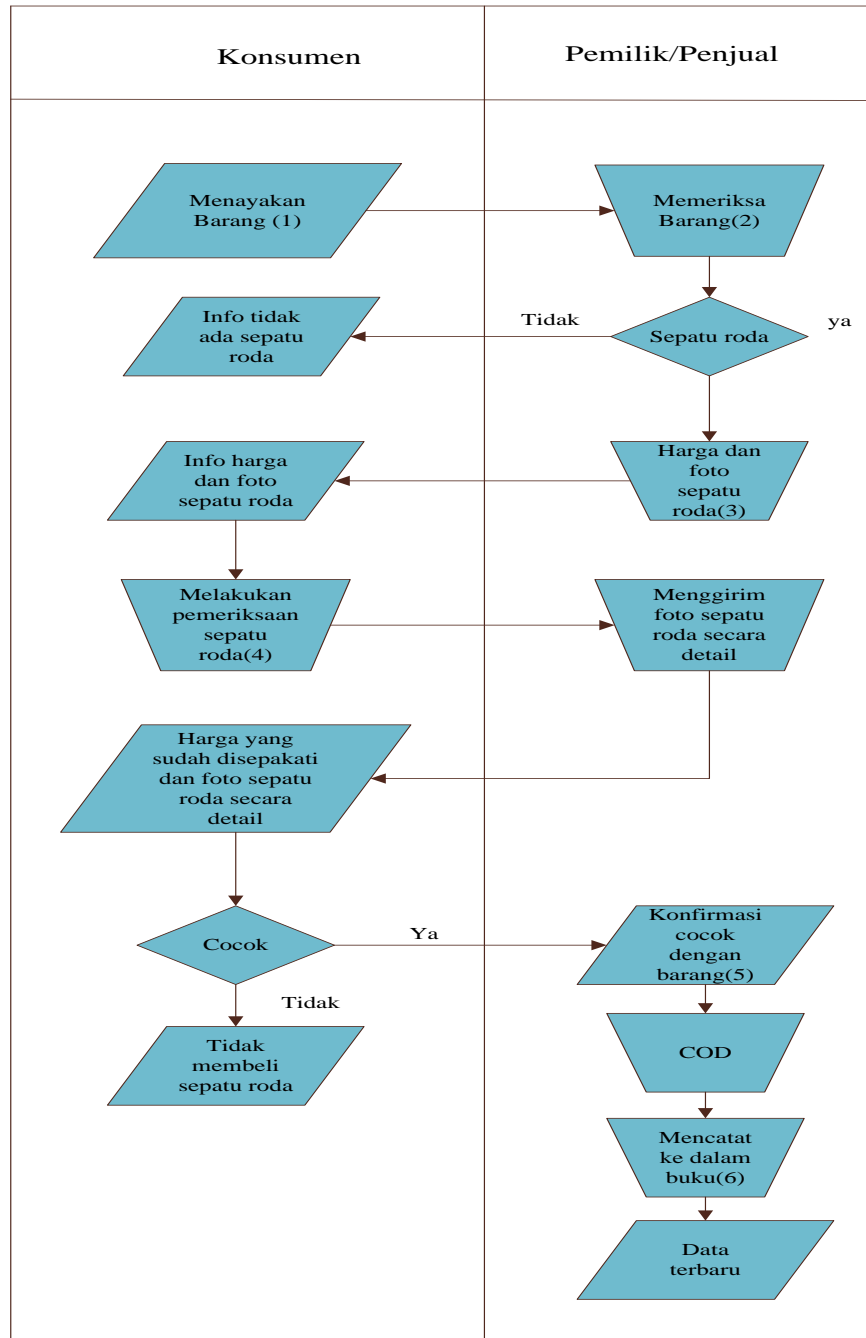 Konsumen
Pemilik/Penjual
Menayakan
Barang (1)
Memeriksa
Barang(2)
Info tidak
ada sepatu
roda
Tidak
Sepatu roda
ya
Info harga
dan foto
sepatu roda
Harga dan
foto
sepatu
roda(3)
Melakukan
pemeriksaan
sepatu
roda(4)
Menggirim
foto sepatu
roda secara
detail
Harga yang
sudah disepakati
dan foto sepatu
roda secara
detail
Cocok
Ya
Konfirmasi
cocok
dengan
barang(5)
Tidak
Tidak
membeli
sepatu roda
COD
Mencatat
ke dalam
buku(6)
Data
terbaru